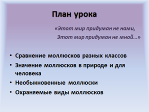 План урока
«Этот мир придуман не нами,
Этот мир придуман не мной...»
• Сравнение моллюсков разных классов
• Значение моллюсков в природе и для
человека
• Необыкновенные моллюски
• Охраняемые виды моллюсков